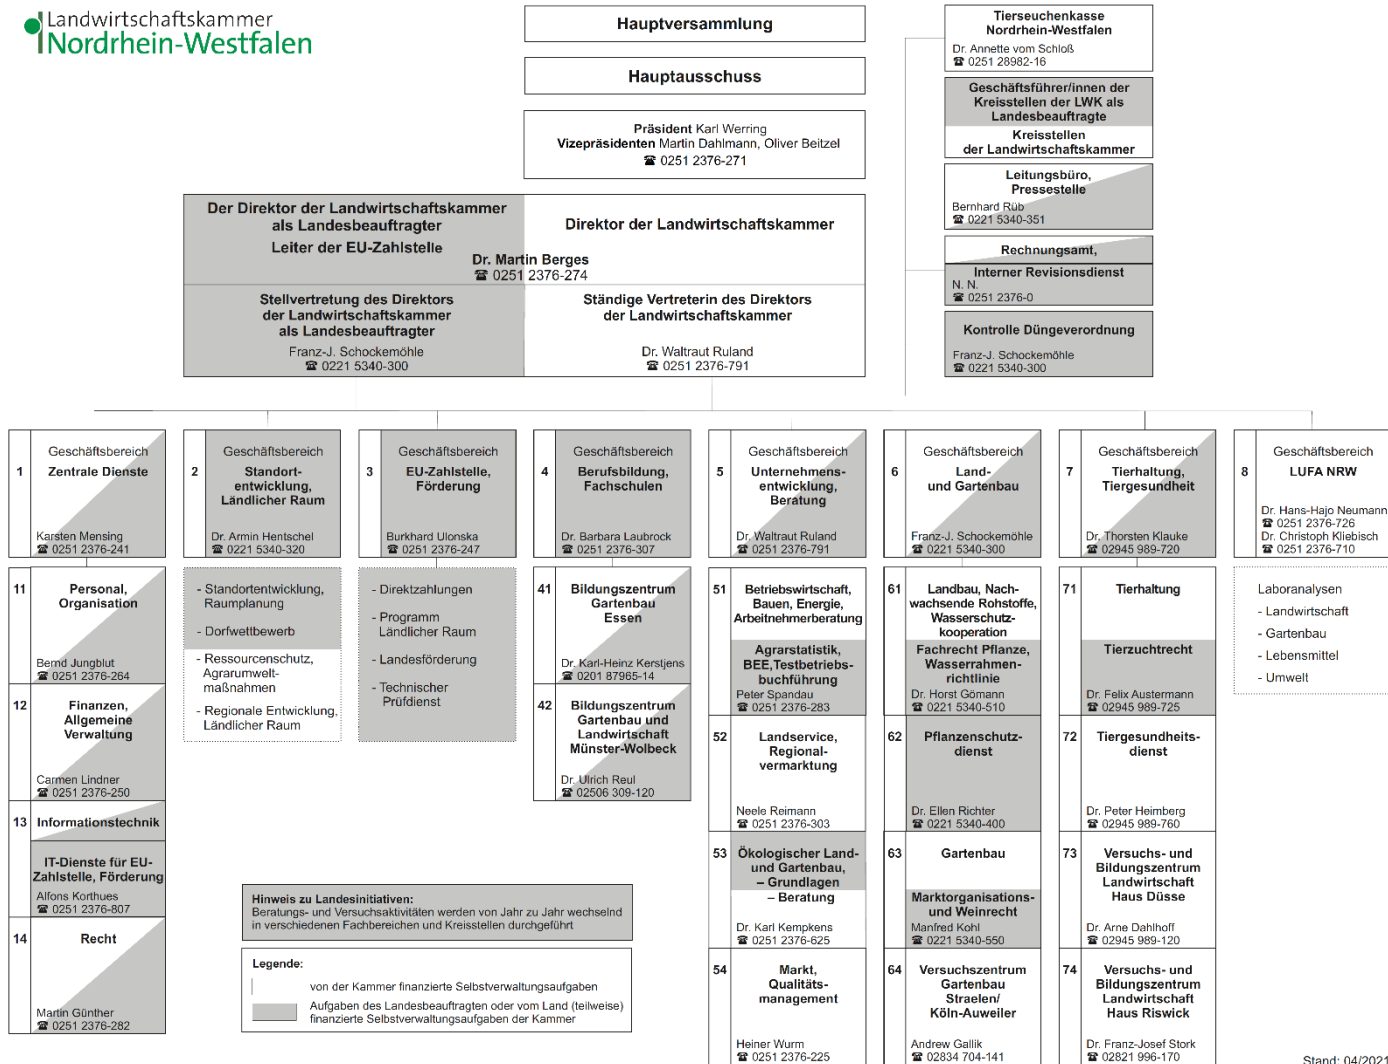 Landwirtschaftskammer
Nordrhein-Westfalen
Hauptversammlung
Hauptausschuss
Präsident Karl Werring
Vizepräsidenten Martin Dahlmann, Oliver Beitzel
☎ 0251 2376-271
Der Direktor der Landwirtschaftskammer
als Landesbeauftragter
Leiter der EU-Zahlstelle
Direktor der Landwirtschaftskammer
Dr. Martin Berges
☎ 0251 2376-274
Stellvertretung des Direktors
der Landwirtschaftskammer
als Landesbeauftragter
Franz-J. Schockemöhle
☎ 0221 5340-300
Ständige Vertreterin des Direktors
der Landwirtschaftskammer
Dr. Waltraut Ruland
☎ 0251 2376-791
Tierseuchenkasse
Nordrhein-Westfalen
Dr. Annette vom Schloß
☎ 0251 28982-16
Geschäftsführer/innen der
Kreisstellen der LWK als
Landesbeauftragte
Kreisstellen
der Landwirtschaftskammer
Leitungsbüro,
Pressestelle
Bernhard Rüb
☎ 0221 5340-351
Rechnungsamt,
Interner Revisionsdienst
N. N.
☎ 0251 2376-0
Kontrolle Düngeverordnung
Franz-J. Schockemöhle
☎ 0221 5340-300
1
Geschäftsbereich
Zentrale Dienste
Karsten Mensing
☎ 0251 2376-241
11
Personal,
Organisation
Bernd Jungblut
☎ 0251 2376-264
12
Finanzen,
Allgemeine
Verwaltung
Carmen Lindner
☎ 0251 2376-250
13
Informationstechnik
IT-Dienste für EU-
Zahlstelle, Förderung
Alfons Korthues
☎ 0251 2376-807
14
Recht
Martin Günther
☎ 0251 2376-282
2
Geschäftsbereich
Standort-
entwicklung,
Ländlicher Raum
Dr. Armin Hentschel
☎ 0221 5340-320
- Standortentwicklung,
Raumplanung
- Dorfwettbewerb
- Ressourcenschutz,
Agrarumwelt-
maßnahmen
- Regionale Entwicklung,
Ländlicher Raum
3
Geschäftsbereich
EU-Zahlstelle,
Förderung
Burkhard Ulonska
☎ 0251 2376-247
- Direktzahlungen
- Programm
Ländlicher Raum
- Landesförderung
- Technischer
Prüfdienst
4
Geschäftsbereich
Berufsbildung,
Fachschulen
Dr. Barbara Laubrock
☎ 0251 2376-307
41
Bildungszentrum
Gartenbau
Essen
Dr. Karl-Heinz Kerstjens
☎ 0201 87965-14
42
Bildungszentrum
Gartenbau und
Landwirtschaft
Münster-Wolbeck
Dr. Ulrich Reul
☎ 02506 309-120
5
Geschäftsbereich
Unternehmens-
entwicklung,
Beratung
Dr. Waltraut Ruland
☎ 0251 2376-791
51
Betriebswirtschaft,
Bauen, Energie,
Arbeitnehmerberatung
Agrarstatistik,
BEE,Testbetriebs-
buchführung
Peter Spandau
☎ 0251 2376-283
52
Landservice,
Regional-
vermarktung
Neele Reimann
☎ 0251 2376-303
53
Ökologischer Land-
und Gartenbau,
– Grundlagen
– Beratung
Dr. Karl Kempkens
☎ 0251 2376-625
54
Markt,
Qualitäts-
management
Heiner Wurm
☎ 0251 2376-225
6
Geschäftsbereich
Land-
und Gartenbau
Franz-J. Schockemöhle
☎ 0221 5340-300
61
Landbau, Nach-
wachsende Rohstoffe,
Wasserschutz-
kooperation
Fachrecht Pflanze,
Wasserrahmen-
richtlinie
Dr. Horst Gömann
☎ 0221 5340-510
62
Pflanzenschutz-
dienst
Dr. Ellen Richter
☎ 0221 5340-400
63
Gartenbau
Marktorganisations-
und Weinrecht
Manfred Kohl
☎ 0221 5340-550
64
Versuchszentrum
Gartenbau
Straelen/
Köln-Auweiler
Andrew Gallik
☎ 02834 704-141
7
Geschäftsbereich
Tierhaltung,
Tiergesundheit
Dr. Thorsten Klauke
☎ 02945 989-720
71
Tierhaltung
Tierzuchtrecht
Dr. Felix Austermann
☎ 02945 989-725
72
Tiergesundheits-
dienst
Dr. Peter Heimberg
☎ 02945 989-760
73
Versuchs- und
Bildungszentrum
Landwirtschaft
Haus Düsse
Dr. Arne Dahlhoff
☎ 02945 989-120
74
Versuchs- und
Bildungszentrum
Landwirtschaft
Haus Riswick
Dr. Franz-Josef Stork
☎ 02821 996-170
8
Geschäftsbereich
LUFA NRW
Dr. Hans-Hajo Neumann
☎ 0251 2376-726
Dr. Christoph Kliebisch
☎ 0251 2376-710
Laboranalysen
- Landwirtschaft
- Gartenbau
- Lebensmittel
- Umwelt
Hinweis zu Landesinitiativen:
Beratungs- und Versuchsaktivitäten werden von Jahr zu Jahr wechselnd
in verschiedenen Fachbereichen und Kreisstellen durchgeführt
Legende:
von der Kammer finanzierte Selbstverwaltungsaufgaben
Aufgaben des Landesbeauftragten oder vom Land (teilweise)
finanzierte Selbstverwaltungsaufgaben der Kammer
Stand: 04/2021